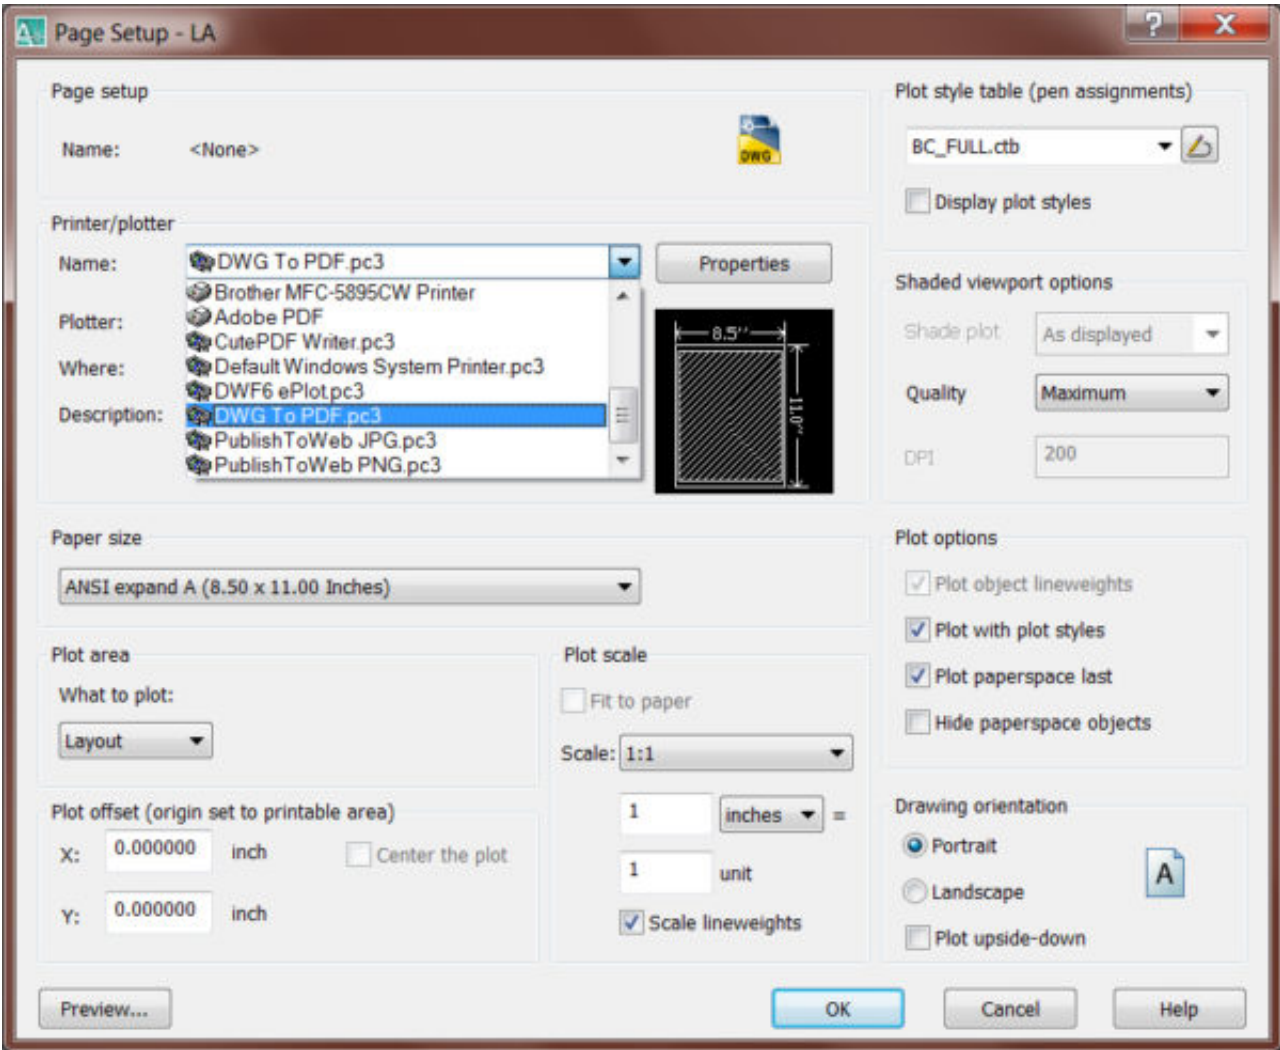 Page Setup - LA
Page setup
Name: <None>
DWG
Printer/plotter
Name: DWG To PDF.pc3
Properties
Brother MFC-5895CW Printer
Adobe PDF
CutePDF Writer.pc3
Default Windows System Printer.pc3
DWF6 ePlot.pc3
DWG To PDF.pc3
PublishToWeb JPG.pc3
PublishToWeb PNG.pc3
Plotter:
Where:
Description:
8.5''
11.0''
Paper size
ANSI expand A (8.50 x 11.00 Inches)
Plot area
What to plot:
Layout
Plot offset (origin set to printable area)
X: 0.000000 inch
Center the plot
Y: 0.000000 inch
Plot scale
Fit to paper
Scale: 1:1
1 inches =
1 unit
Scale lineweights
Plot style table (pen assignments)
BC_FULL.ctb
Display plot styles
Shaded viewport options
Shade plot As displayed
Quality Maximum
DPI 200
Plot options
Plot object lineweights
Plot with plot styles
Plot paperspace last
Hide paperspace objects
Drawing orientation
Portrait
Landscape
A
Plot upside-down
Preview...
OK
Cancel
Help